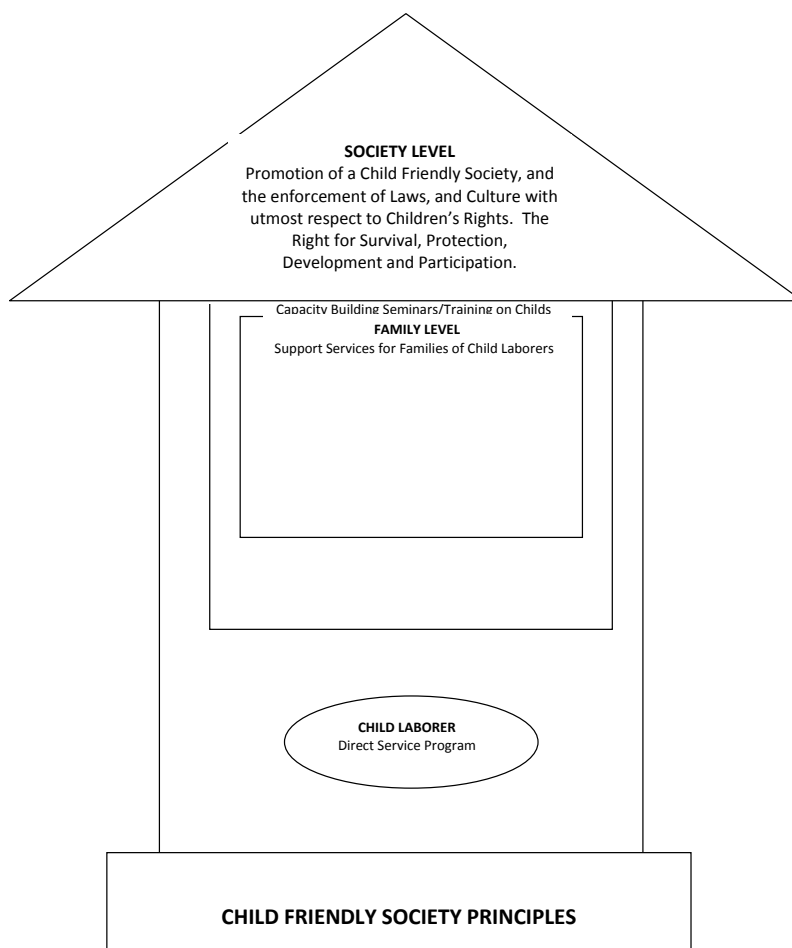 SOCIETY LEVEL
Promotion of a Child Friendly Society, and
the enforcement of Laws, and Culture with
utmost respect to Children’s Rights.  The
Right for Survival, Protection,
Development and Participation.
Capacity Building Seminars/Training on Childs
FAMILY LEVEL
Support Services for Families of Child Laborers
CHILD LABORER
Direct Service Program
CHILD FRIENDLY SOCIETY PRINCIPLES